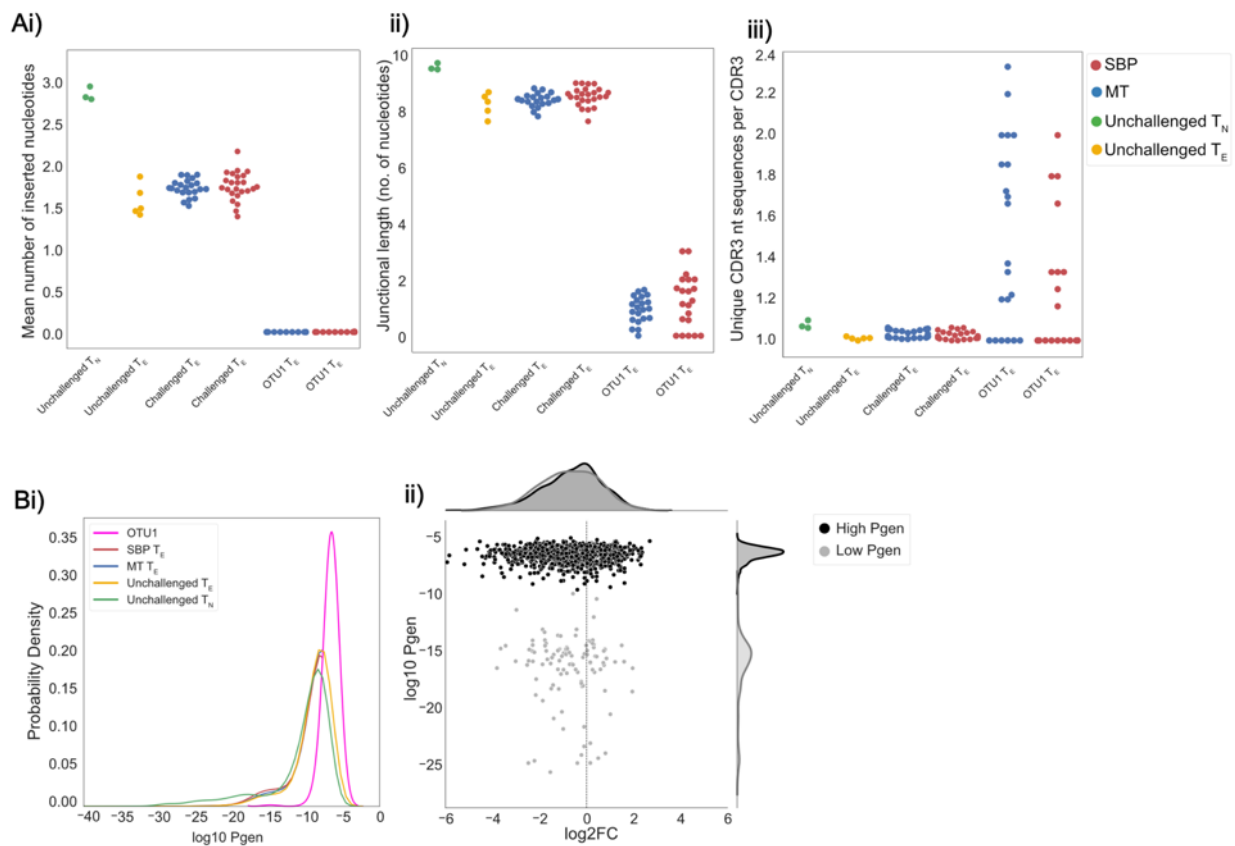 Ai)
Mean number of inserted nucleotides
3.0
2.5
2.0
1.5
1.0
0.5
0.0
Unchallenged TN
Unchallenged TE
Challenged TE
Challenged TE
OTU1 TE
OTU1 TE
ii)
Junctional length (no. of nucleotides)
10
8
6
4
2
0
Unchallenged TN
Unchallenged TE
Challenged TE
Challenged TE
OTU1 TE
OTU1 TE
iii)
Unique CDR3 nt sequences per CDR3
2.4
2.2
2.0
1.8
1.6
1.4
1.2
1.0
Unchallenged TN
Unchallenged TE
Challenged TE
Challenged TE
OTU1 TE
OTU1 TE
SBP
MT
Unchallenged TN
Unchallenged TE
Bi)
Probability Density
0.35
0.30
0.25
0.20
0.15
0.10
0.05
0.00
OTU1
SBP TE
MT TE
Unchallenged TE
Unchallenged TN
−40 −35 −30 −25 −20 −15 −10 −5 0
log10 Pgen
ii)
log10 Pgen
−5
−10
−15
−20
−25
−6 −4 −2 0 2 4 6
log2FC
High Pgen
Low Pgen